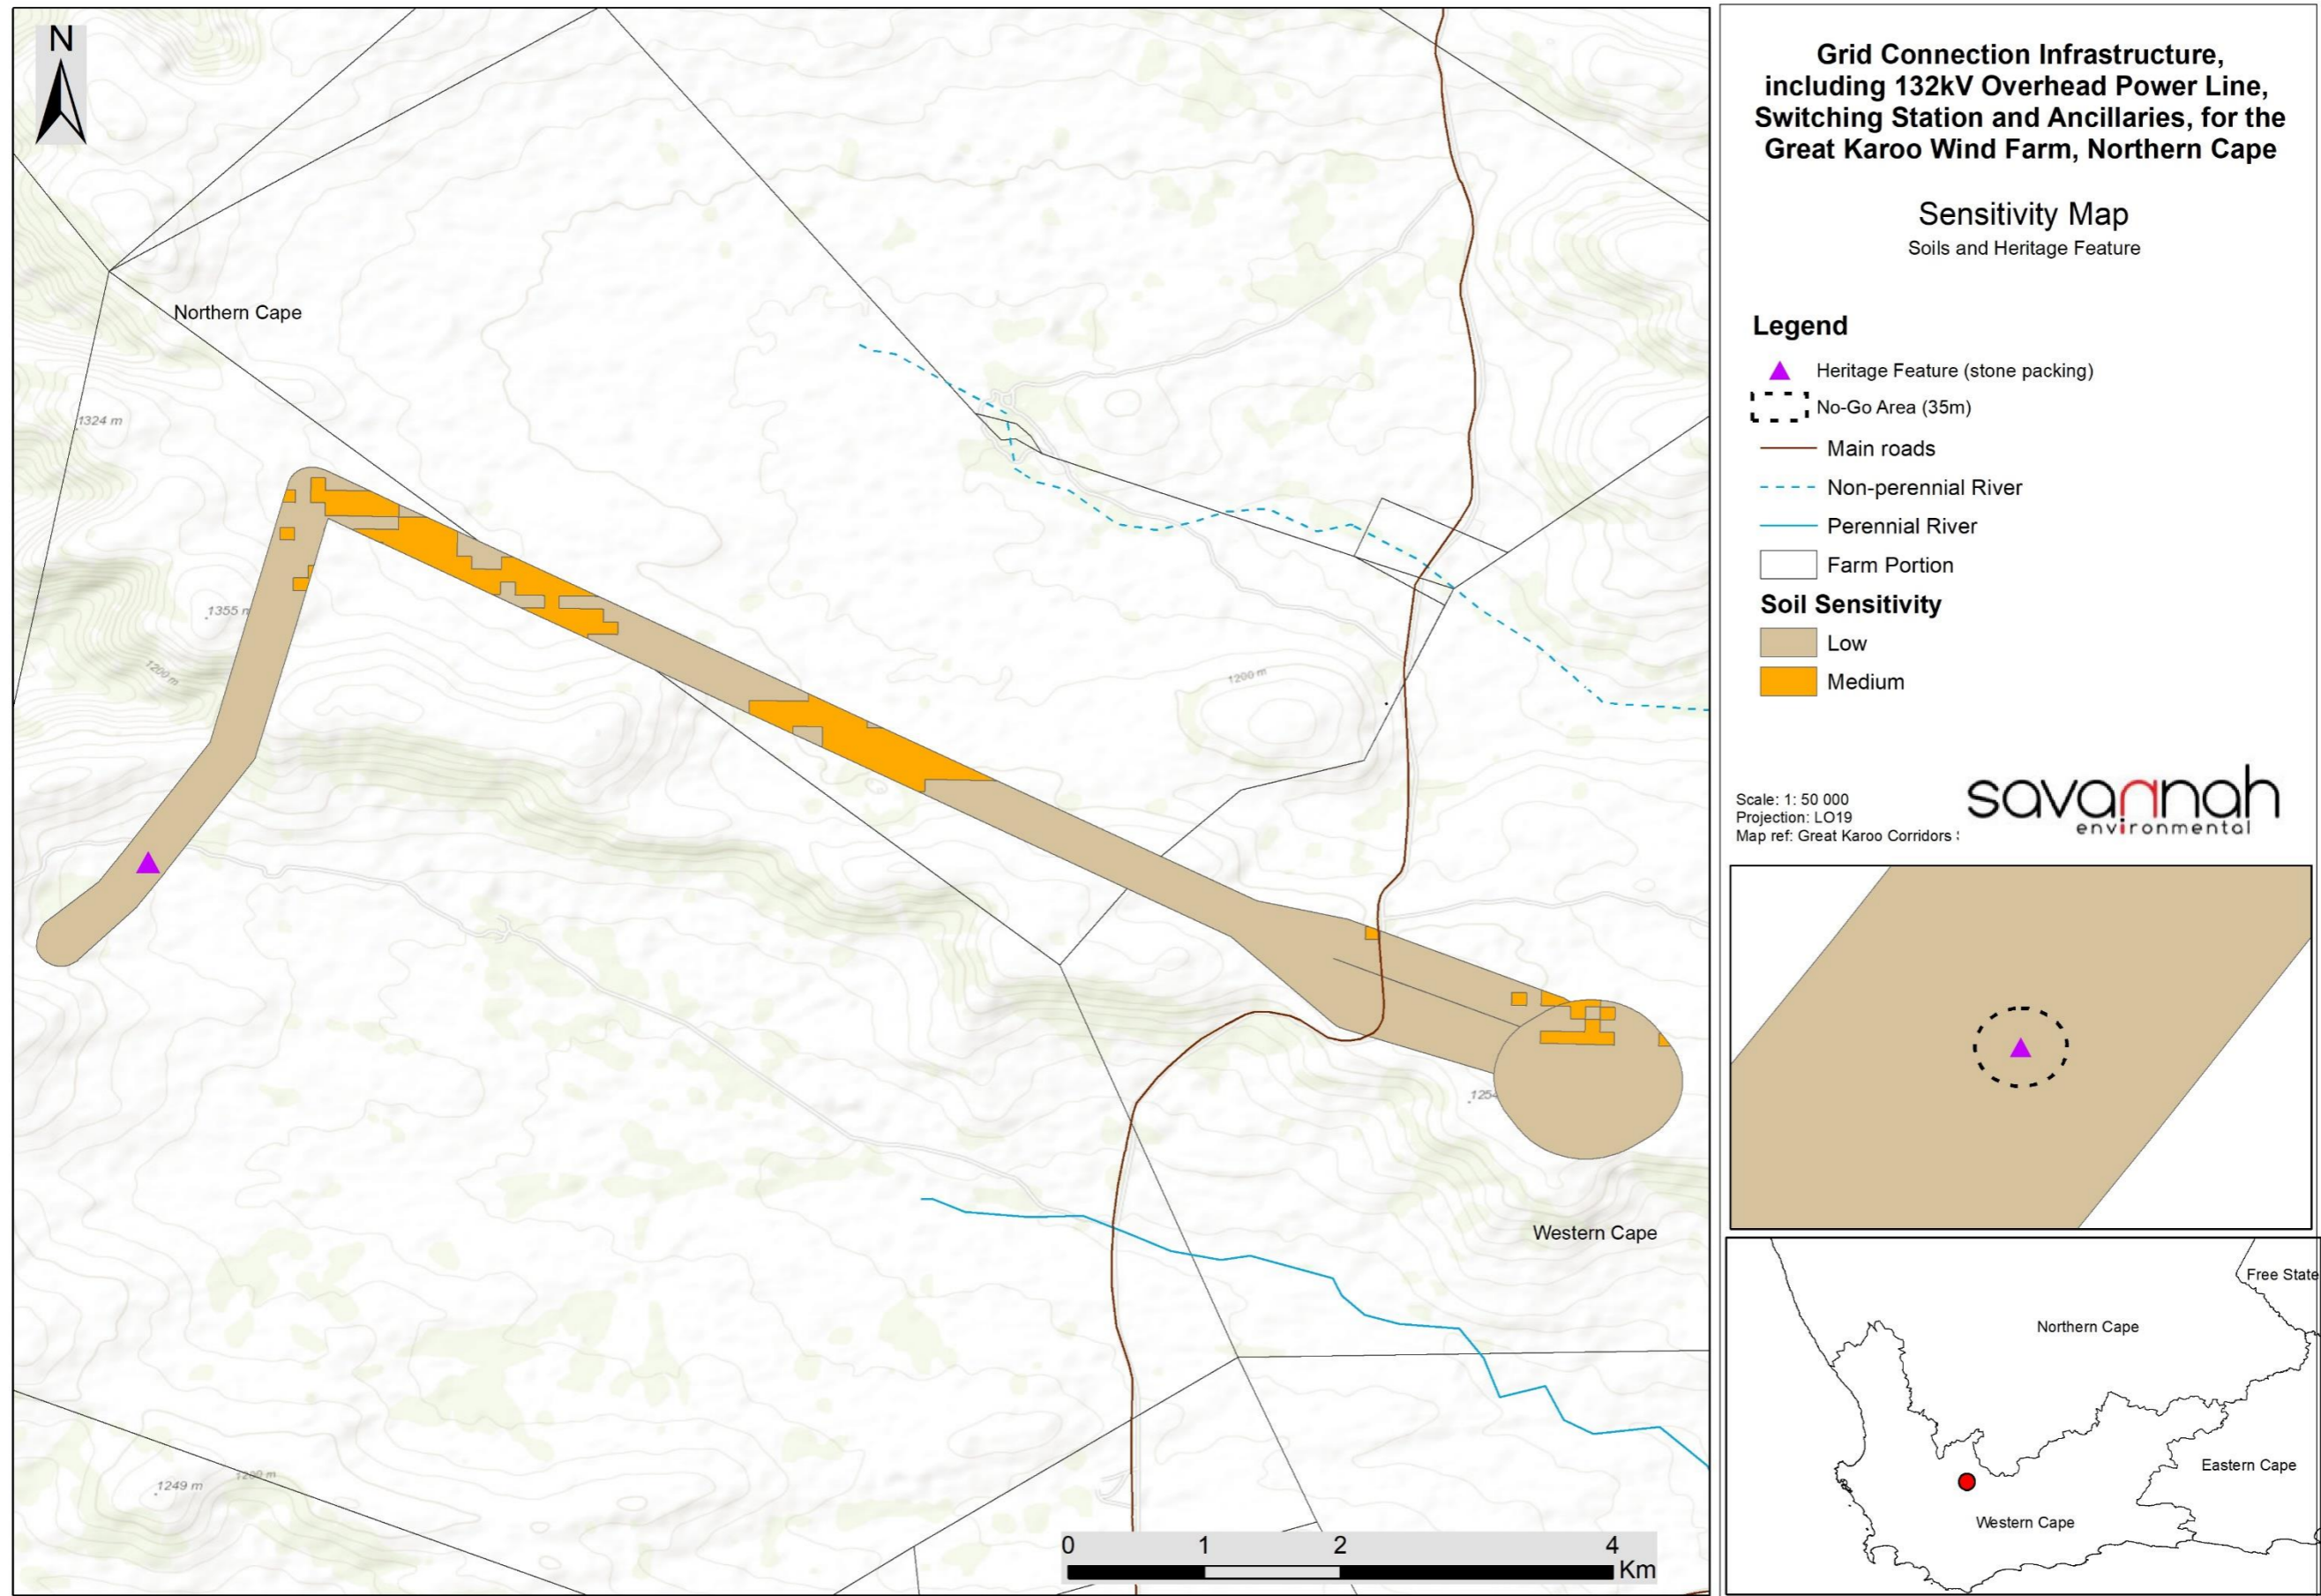 N
Northern Cape
1324 m
1355 m
1200 m
1200 m
1254
Western Cape
1249 m
1200 m
0 1 2 4
Km
Grid Connection Infrastructure,
including 132kV Overhead Power Line,
Switching Station and Ancillaries, for the
Great Karoo Wind Farm, Northern Cape
Sensitivity Map
Soils and Heritage Feature
Legend
Heritage Feature (stone packing)
No-Go Area (35m)
Main roads
Non-perennial River
Perennial River
Farm Portion
Soil Sensitivity
Low
Medium
Scale: 1: 50 000
Projection: LO19
Map ref: Great Karoo Corridors
savannah
environmental
Free State
Northern Cape
Eastern Cape
Western Cape